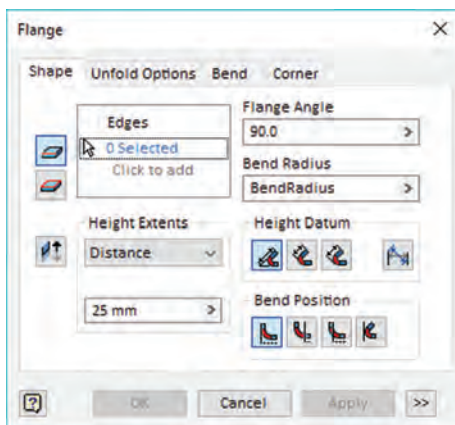 Flange
Shape Unfold Options Bend Corner
Edges
0 Selected
Click to add
Flange Angle
90.0 >
Bend Radius
BendRadius >
Height Extents
Distance
25 mm >
Height Datum
Bend Position
OK Cancel Apply >>